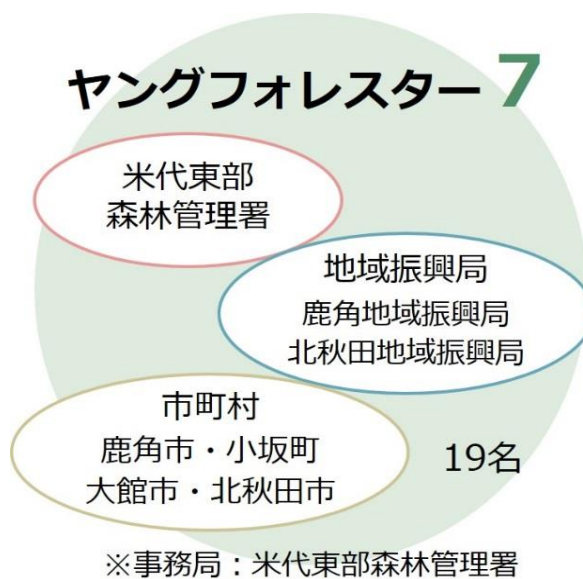 ヤングフォレスター7
米代東部
森林管理署
地域振興局
鹿角地域振興局
北秋田地域振興局
市町村
鹿角市・小坂町
大館市・北秋田市
19名
※事務局：米代東部森林管理署